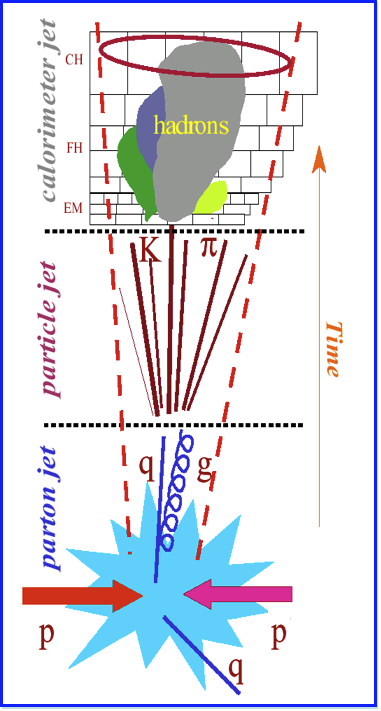 calorimeter jet
CH
hadrons
FH
EM
K π
particle jet
Time
parton jet
q g
p p
q